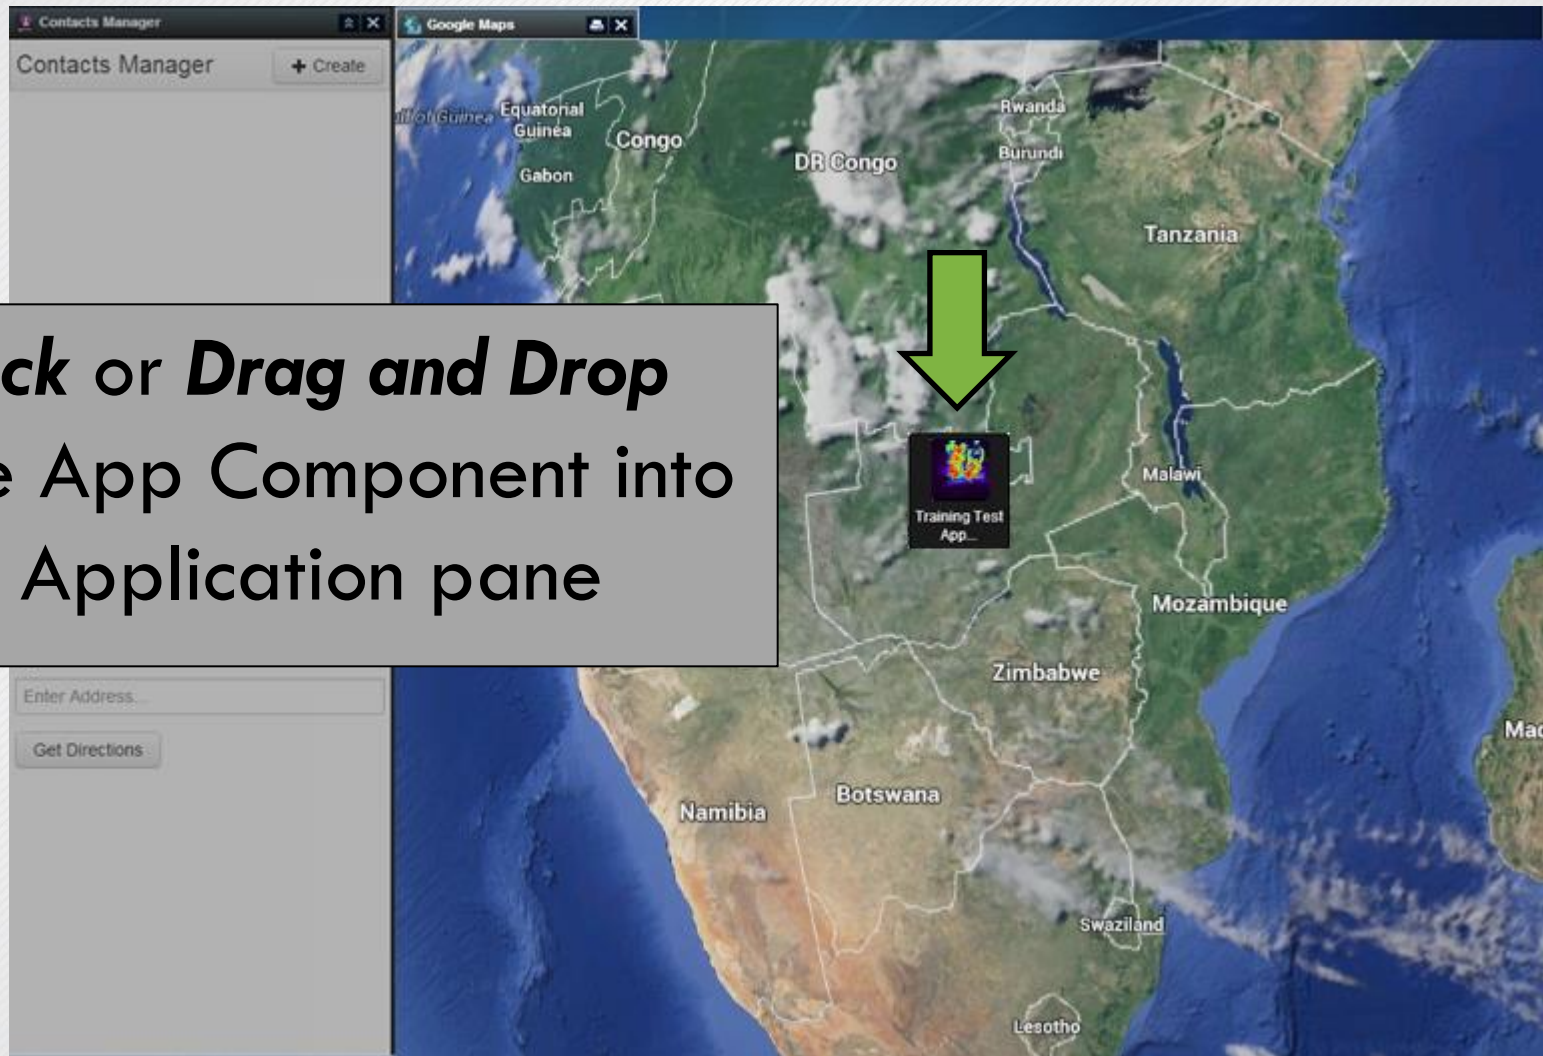 Contacts Manager
Google Maps
Contacts Manager
+ Create
Equatorial
Guinea
Congo
Gabon
DR Congo
Rwanda
Burundi
Tanzania
ck or Drag and Drop
e App Component into
Application pane
Training Test
App...
Malawi
Mozambique
Zimbabwe
Enter Address...
Get Directions
Namibia
Botswana
Mad
Swaziland
Lesotho